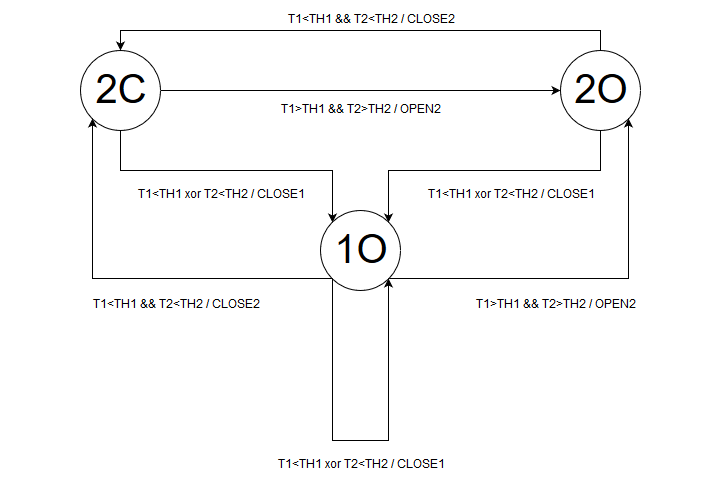 T1<TH1 && T2<TH2 / CLOSE2
2C
2O
T1>TH1 && T2>TH2 / OPEN2
T1<TH1 xor T2<TH2 / CLOSE1
T1<TH1 xor T2<TH2 / CLOSE1
1O
T1<TH1 && T2<TH2 / CLOSE2
T1>TH1 && T2>TH2 / OPEN2
T1<TH1 xor T2<TH2 / CLOSE1